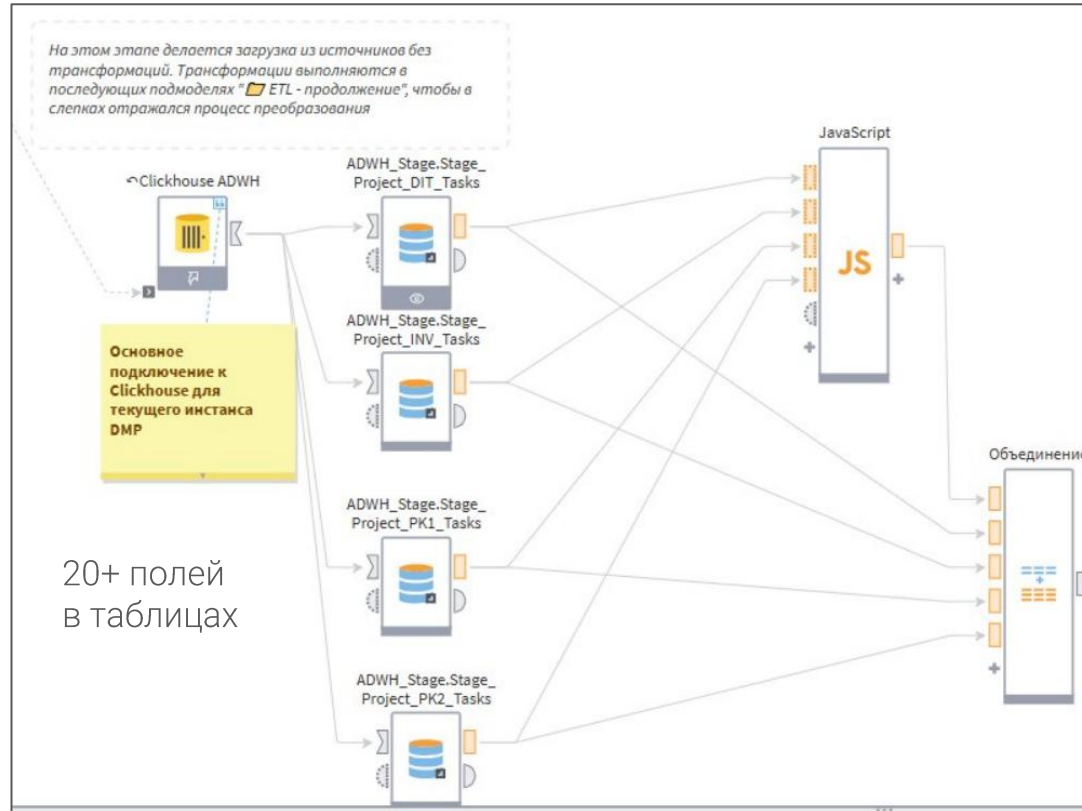 На этом этапе делается загрузка из источников без
трансформаций. Трансформации выполняются в
последующих подмоделях " ETL - продолжение", чтобы в
слепках отражался процесс преобразования
Clickhouse ADWH
Основное
подключение к
Clickhouse для
текущего инстанса
DMP
20+ полей
в таблицах
ADWH_Stage.Stage_
Project_DIT_Tasks
ADWH_Stage.Stage_
Project_INV_Tasks
ADWH_Stage.Stage_
Project_PK1_Tasks
ADWH_Stage.Stage_
Project_PK2_Tasks
JavaScript
JS
Объединение